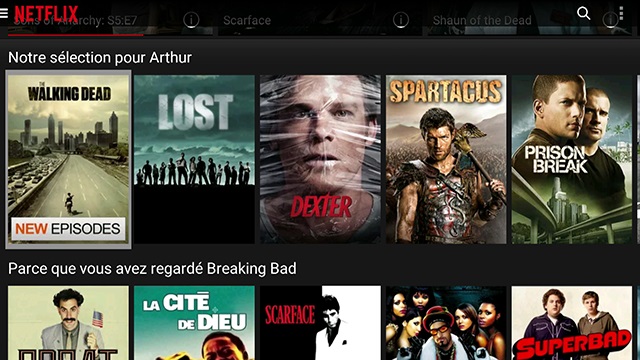 NETFLIX
Sons of Anarchy: S5:E7
Scarface
Shaun of the Dead
Notre sélection pour Arthur
THE
WALKING DEAD
NEW EPISODES
LOST
DEXTER
SPARTACUS
PRISON
BREAK
Parce que vous avez regardé Breaking Bad
BORAT
LA CITÉ
DE DIEU
SCARFACE
SUPERBAD